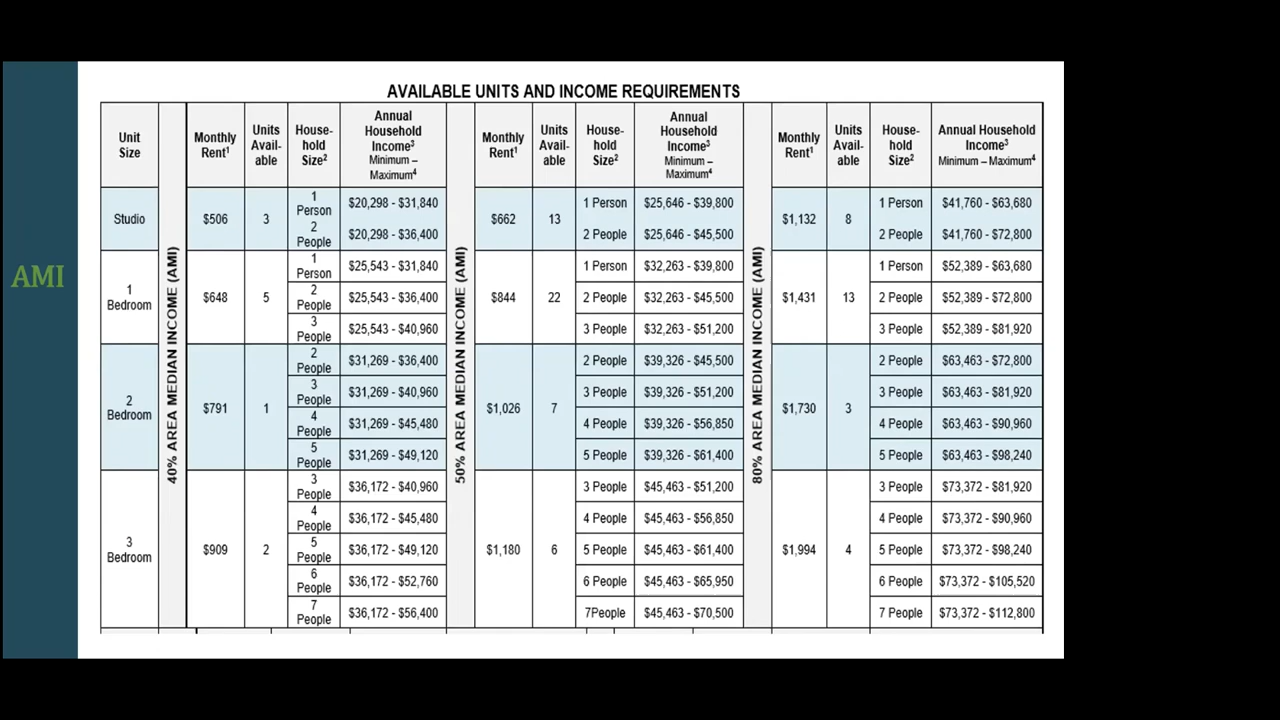 AMI
AVAILABLE UNITS AND INCOME REQUIREMENTS
Unit Size
40% AREA MEDIAN INCOME (AMI)
Monthly Rent¹ Units Avail-able House-hold Size² Annual Household Income³ Minimum – Maximum⁴
50% AREA MEDIAN INCOME (AMI)
Monthly Rent¹ Units Avail-able House-hold Size² Annual Household Income³ Minimum – Maximum⁴
80% AREA MEDIAN INCOME (AMI)
Monthly Rent¹ Units Avail-able House-hold Size² Annual Household Income³ Minimum – Maximum⁴
Studio $506 3 1 Person $20,298 - $31,840 $662 13 1 Person $25,646 - $39,800 $1,132 8 1 Person $41,760 - $63,680
2 People $20,298 - $36,400 2 People $25,646 - $45,500 2 People $41,760 - $72,800
1 Bedroom $648 5 1 Person $25,543 - $31,840 $844 22 1 Person $32,263 - $39,800 $1,431 13 1 Person $52,389 - $63,680
2 People $25,543 - $36,400 2 People $32,263 - $45,500 2 People $52,389 - $72,800
3 People $25,543 - $40,960 3 People $32,263 - $51,200 3 People $52,389 - $81,920
2 Bedroom $791 1 2 People $31,269 - $36,400 $1,026 7 2 People $39,326 - $45,500 $1,730 3 2 People $63,463 - $72,800
3 People $31,269 - $40,960 3 People $39,326 - $51,200 3 People $63,463 - $81,920
4 People $31,269 - $45,480 4 People $39,326 - $56,850 4 People $63,463 - $90,960
5 People $31,269 - $49,120 5 People $39,326 - $61,400 5 People $63,463 - $98,240
3 Bedroom $909 2 3 People $36,172 - $40,960 $1,180 6 3 People $45,463 - $51,200 $1,994 4 3 People $73,372 - $81,920
4 People $36,172 - $45,480 4 People $45,463 - $56,850 4 People $73,372 - $90,960
5 People $36,172 - $49,120 5 People $45,463 - $61,400 5 People $73,372 - $98,240
6 People $36,172 - $52,760 6 People $45,463 - $65,950 6 People $73,372 - $105,520
7 People $36,172 - $56,400 7People $45,463 - $70,500 7 People $73,372 - $112,800